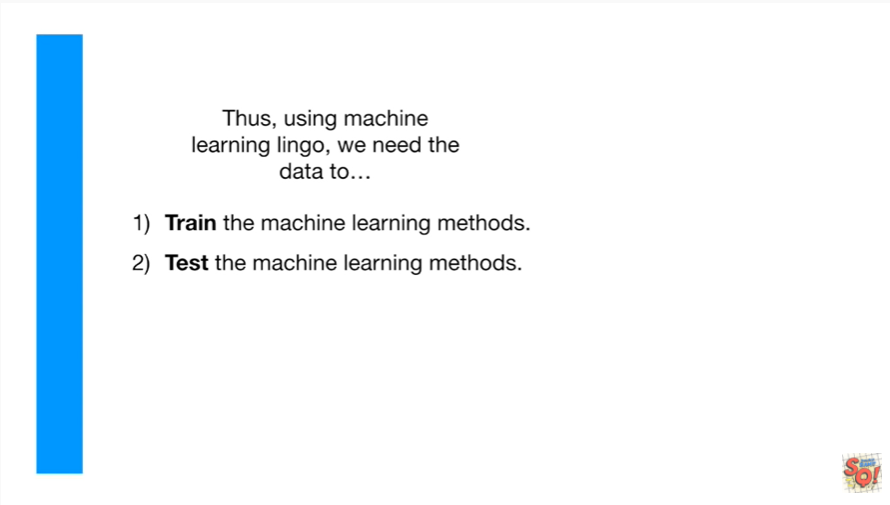 Thus, using machine
learning lingo, we need the
data to…
1) Train the machine learning methods.
2) Test the machine learning methods.
SQ!